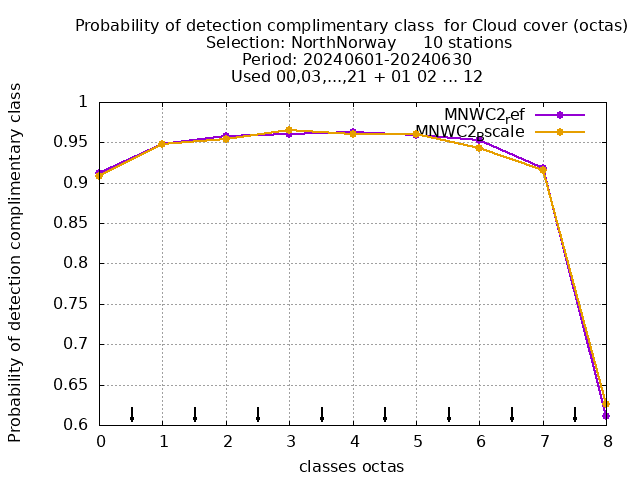 Probability of detection complimentary class  for Cloud cover (octas)
Selection: NorthNorway     10 stations
Period: 20240601-20240630
Used 00,03,...,21 + 01 02 ... 12
Probability of detection complimentary class
MNWC2ref
MNWC2pscale
1
0.95
0.9
0.85
0.8
0.75
0.7
0.65
0.6
0 1 2 3 4 5 6 7 8
classes octas